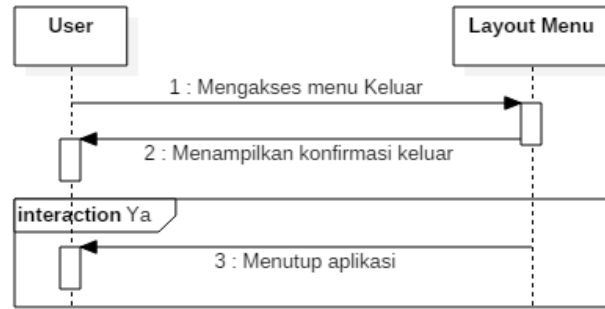 User
Layout Menu
1 : Mengakses menu Keluar
2 : Menampilkan konfirmasi keluar
interaction Ya
3 : Menutup aplikasi